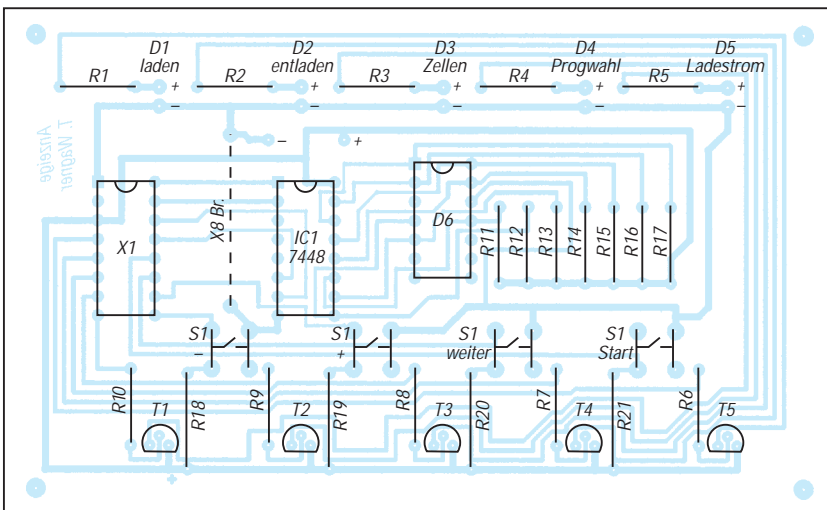 D1 D2 D3 D4 D5
laden entladen Zellen Progwahl Ladestrom
R1 + R2 + R3 + R4 + R5 +
– – – – –
– +
Anzeige
T. Wagner
X1
X8 Br.
IC1
7448
D6
R11 R12 R13 R14 R15 R16 R17
S1 S1 S1 S1
– + weiter Start
R10 R18 R9 R19 R8 R20 R7 R21 R6
T1 T2 T3 T4 T5
+